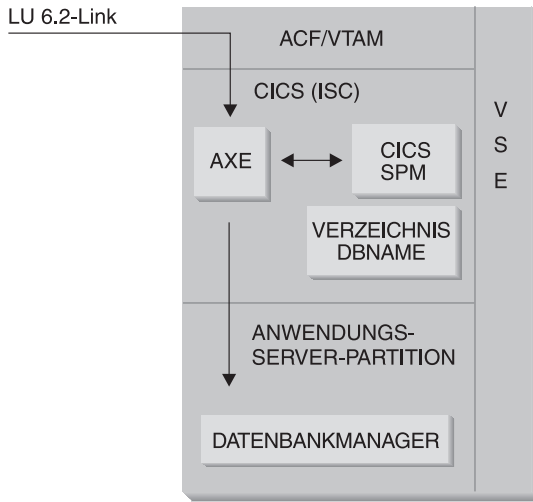 LU 6.2-Link
ACF/VTAM
CICS (ISC)
AXE
CICS
SPM
VERZEICHNIS
DBNAME
ANWENDUNGS-
SERVER-PARTITION
DATENBANKMANAGER
V
S
E